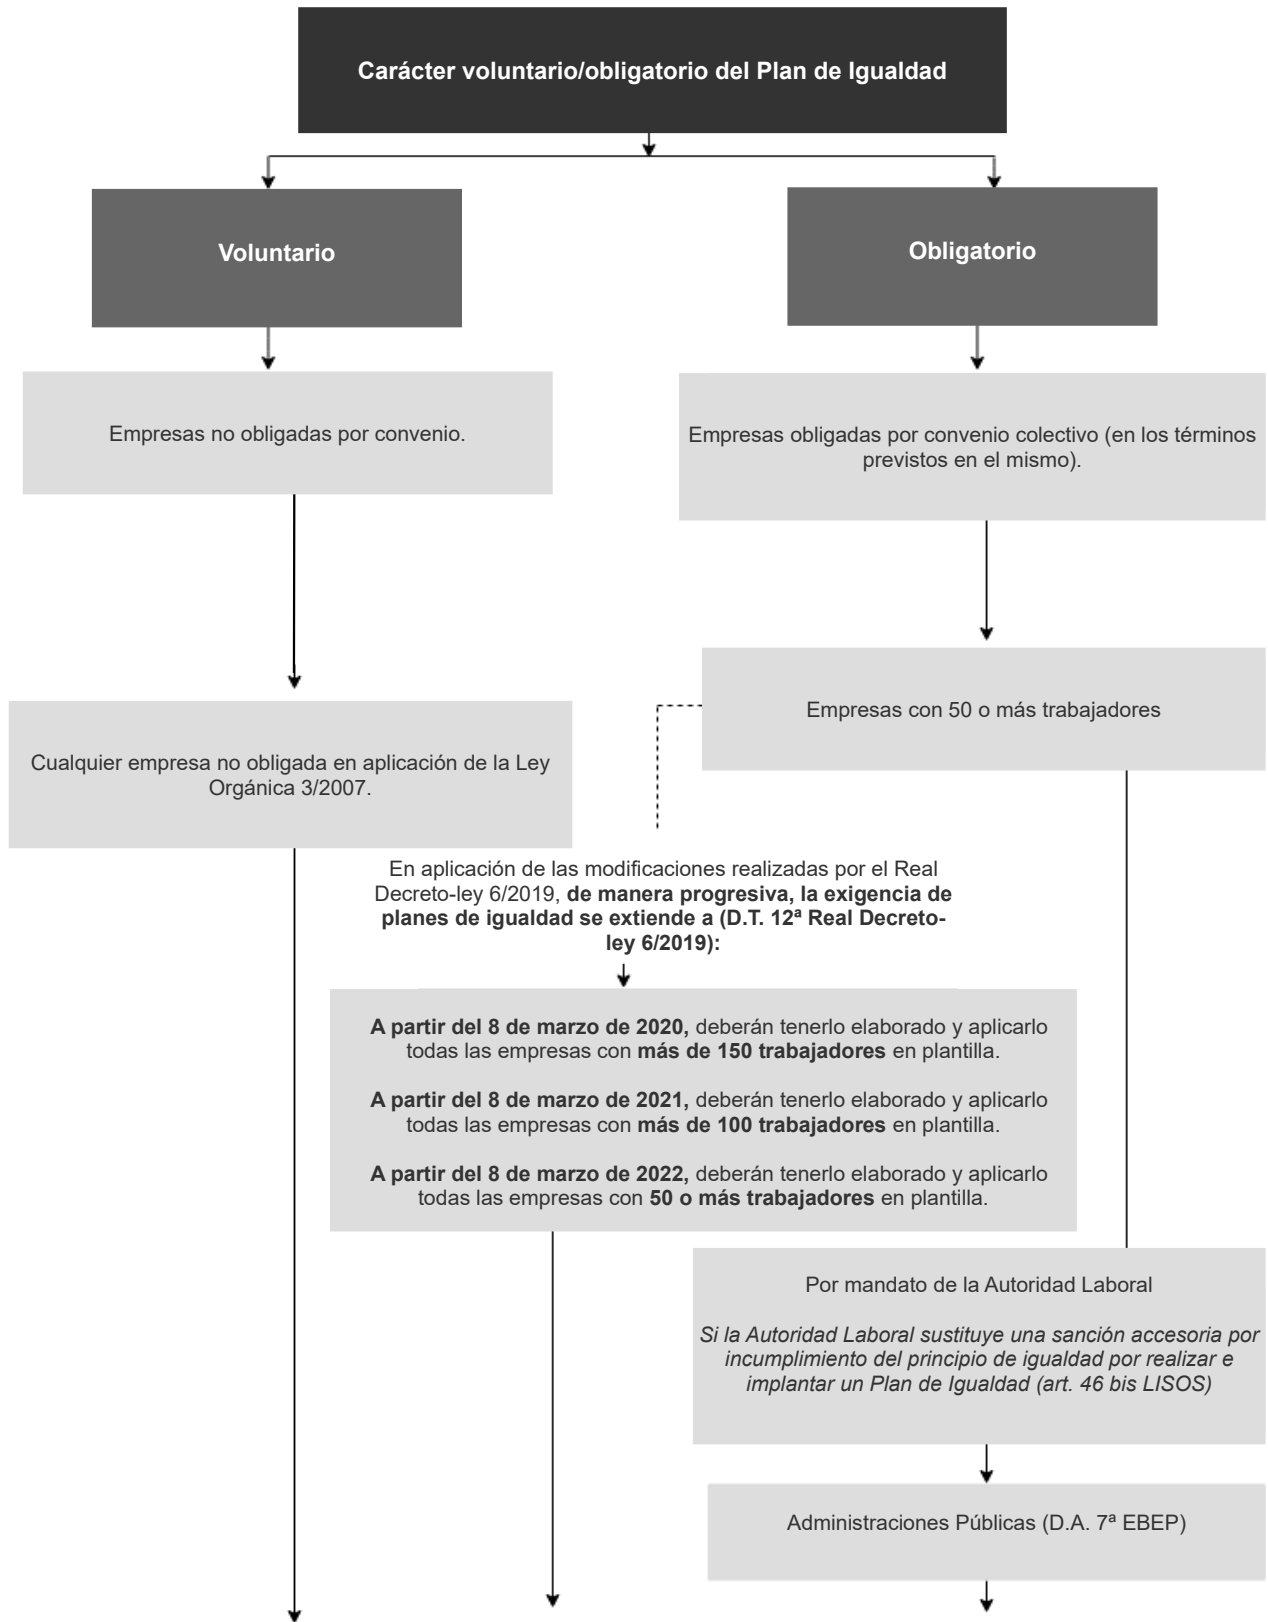 Carácter voluntario/obligatorio del Plan de Igualdad
Voluntario
Obligatorio
Empresas no obligadas por convenio.
Empresas obligadas por convenio colectivo (en los términos
previstos en el mismo).
Cualquier empresa no obligada en aplicación de la Ley
Orgánica 3/2007.
Empresas con 50 o más trabajadores
En aplicación de las modificaciones realizadas por el Real
Decreto-ley 6/2019, de manera progresiva, la exigencia de
planes de igualdad se extiende a (D.T. 12ª Real Decreto-
ley 6/2019):
A partir del 8 de marzo de 2020, deberán tenerlo elaborado y aplicarlo
todas las empresas con más de 150 trabajadores en plantilla.
A partir del 8 de marzo de 2021, deberán tenerlo elaborado y aplicarlo
todas las empresas con más de 100 trabajadores en plantilla.
A partir del 8 de marzo de 2022, deberán tenerlo elaborado y aplicarlo
todas las empresas con 50 o más trabajadores en plantilla.
Por mandato de la Autoridad Laboral
Si la Autoridad Laboral sustituye una sanción accesoria por
incumplimiento del principio de igualdad por realizar e
implantar un Plan de Igualdad (art. 46 bis LISOS)
Administraciones Públicas (D.A. 7ª EBEP)